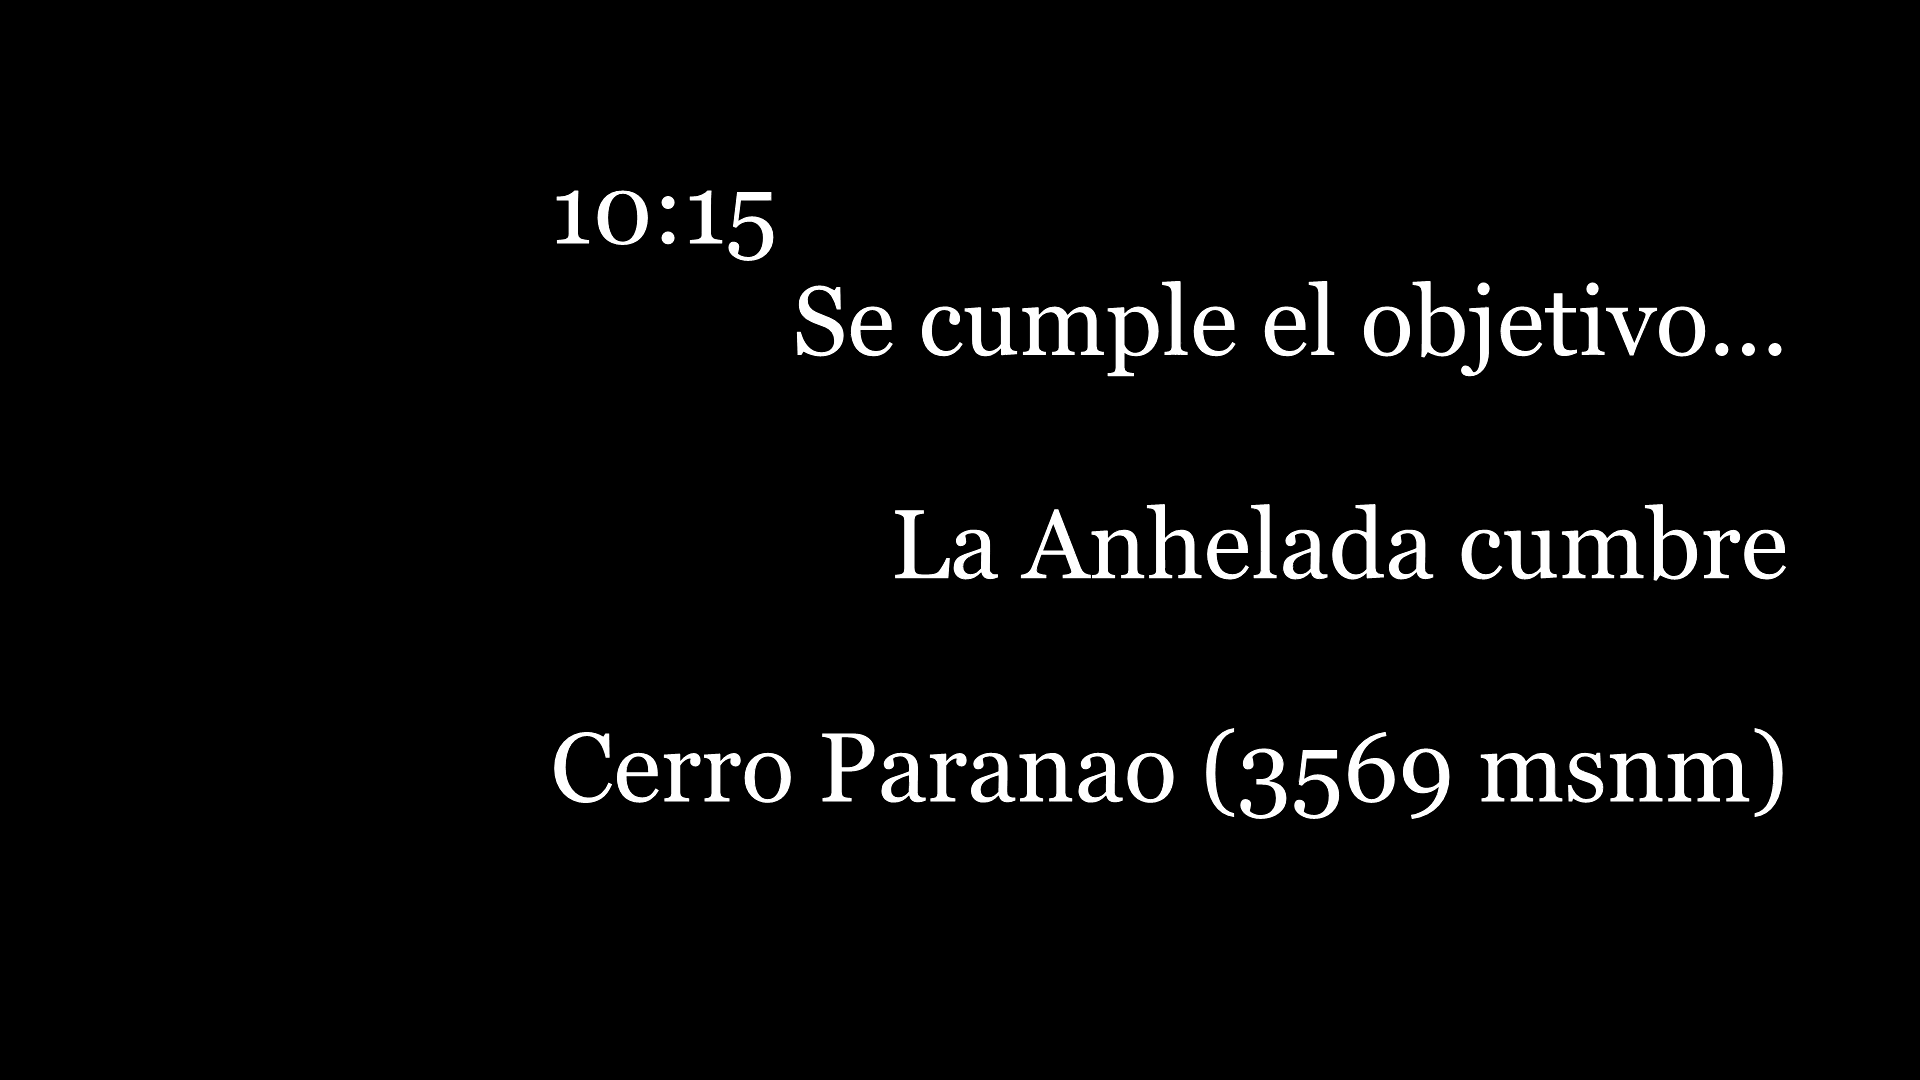 10:15
Se cumple el objetivo...
La Anhelada cumbre
Cerro Paranao (3569 msnm)